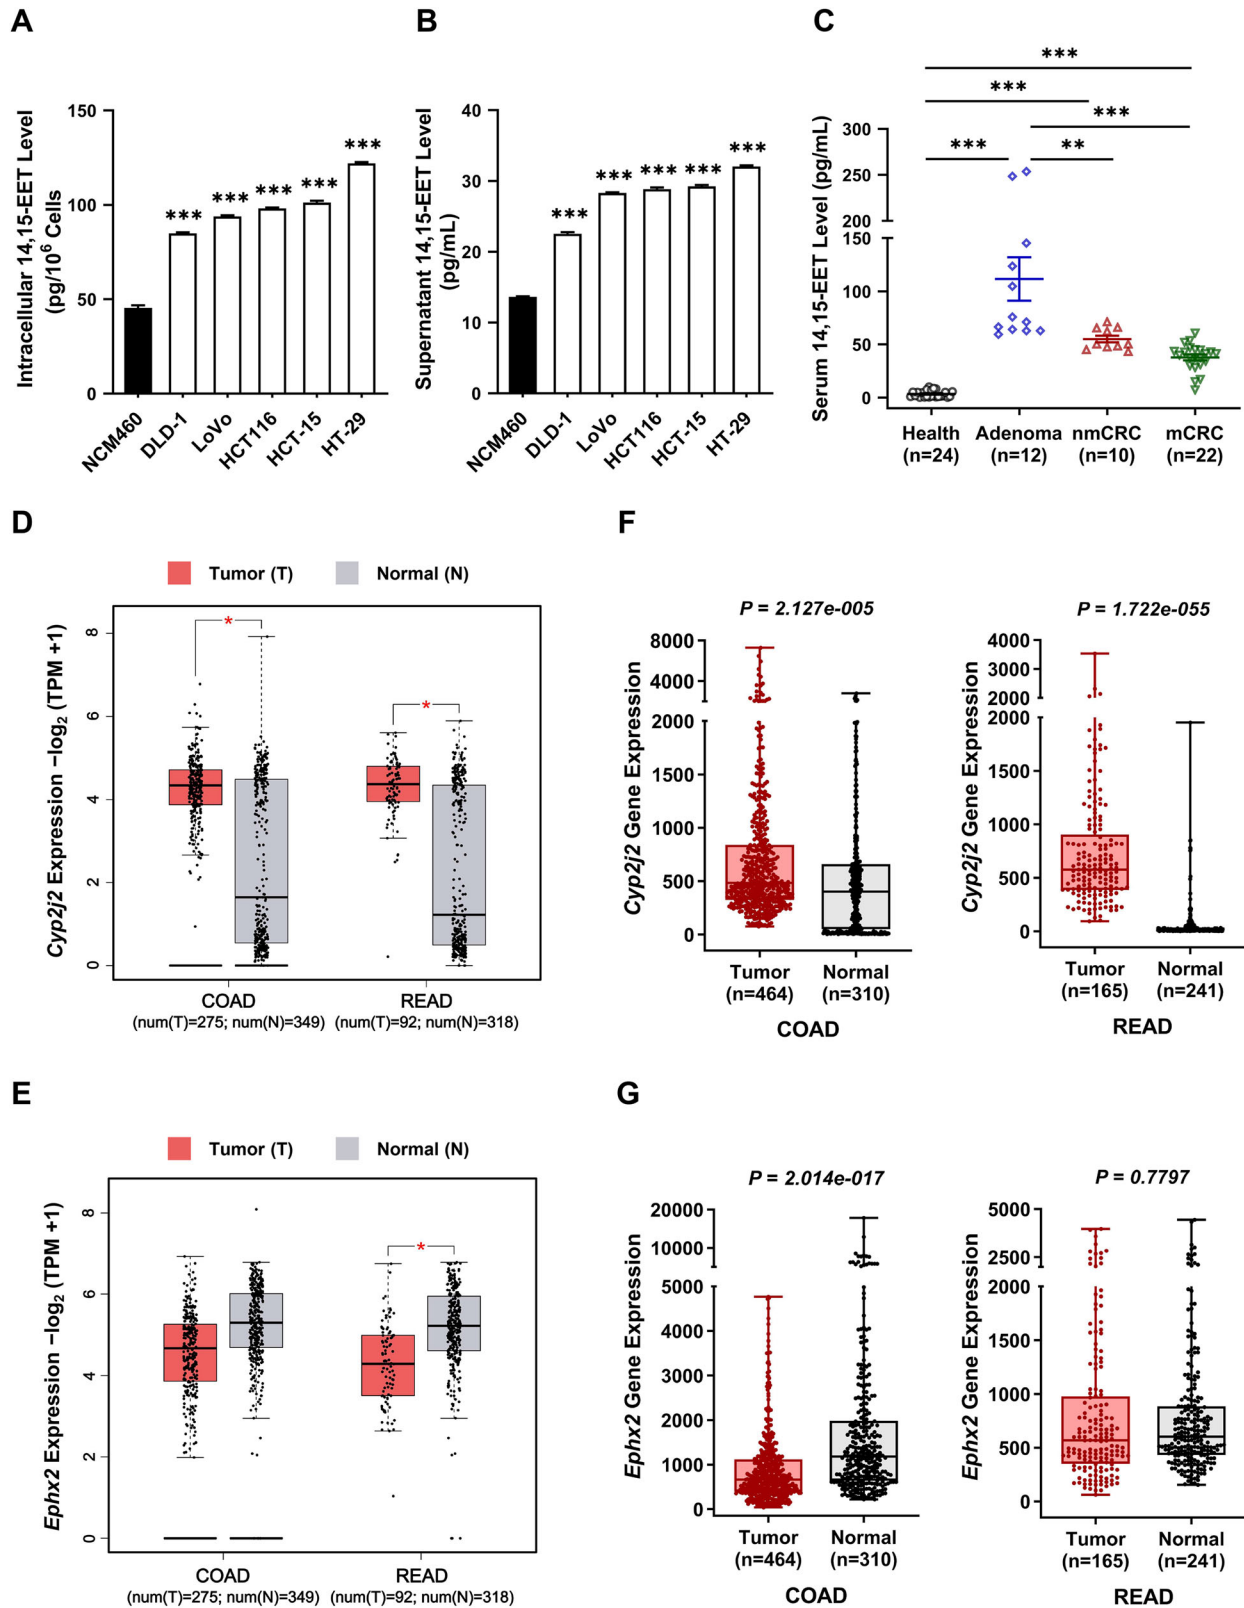 A
Intracellular 14,15-EET Level
(pg/10⁶ Cells
150
100
50
0
***
***
***
***
***
NCM460
DLD-1
LoVo
HCT116
HCT-15
HT-29
B
Supernatant 14,15-EET Level
(pg/mL)
40
30
20
10
0
***
***
***
***
***
NCM460
DLD-1
LoVo
HCT116
HCT-15
HT-29
C
Serum 14,15-EET Level (pg/mL)
***
***
***
***
**
300
250
200
150
100
50
0
Health
(n=24)
Adenoma
(n=12)
nmCRC
(n=10)
mCRC
(n=22)
D
Tumor (T)
Normal (N)
Cyp2j2 Expression −log₂ (TPM +1)
8
6
4
2
0
*
*
COAD
(num(T)=275; num(N)=349)
READ
(num(T)=92; num(N)=318)
F
P = 2.127e-005
Cyp2j2 Gene Expression
8000
6000
4000
2000
2000
1500
1000
500
0
Tumor
(n=464)
Normal
(n=310)
COAD
P = 1.722e-055
Cyp2j2 Gene Expression
4000
3000
2000
2000
1500
1000
500
0
Tumor
(n=165)
Normal
(n=241)
READ
E
Tumor (T)
Normal (N)
Ephx2 Expression −log₂ (TPM +1)
8
6
4
2
0
*
COAD
(num(T)=275; num(N)=349)
READ
(num(T)=92; num(N)=318)
G
P = 2.014e-017
Ephx2 Gene Expression
20000
10000
5000
4000
3000
2000
1000
0
Tumor
(n=464)
Normal
(n=310)
COAD
P = 0.7797
Ephx2 Gene Expression
5000
2500
2000
1500
1000
500
0
Tumor
(n=165)
Normal
(n=241)
READ